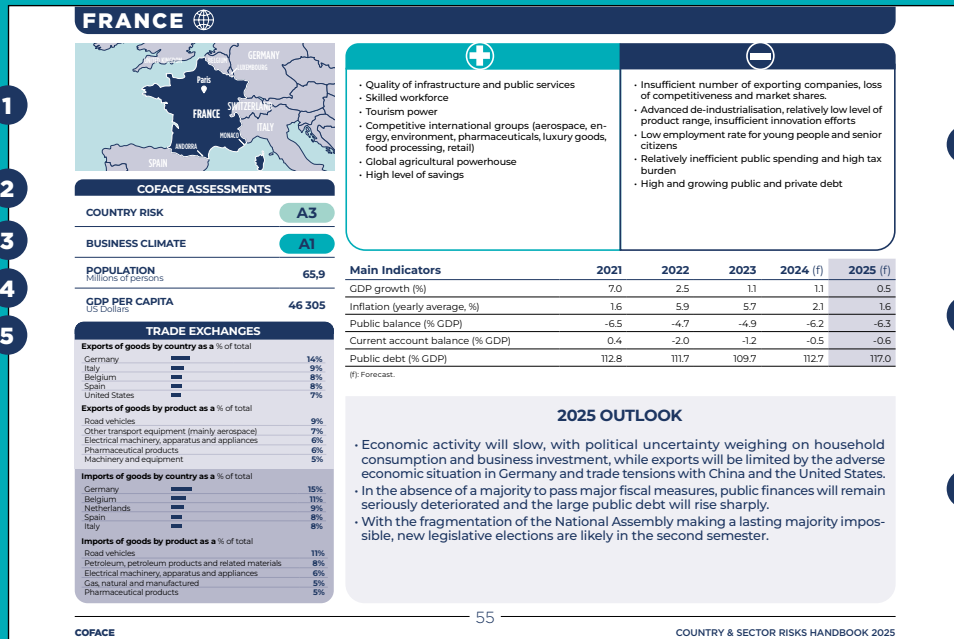 FRANCE
1
2
3
4
5
GERMANY
BELGIUM
LUXEMBOURG
Paris
FRANCE
SWITZERLAND
ITALY
MONACO
ANDORRA
SPAIN
COFACE ASSESSMENTS
COUNTRY RISK A3
BUSINESS CLIMATE A1
POPULATION 65,9
Millions of persons
GDP PER CAPITA 46 305
US Dollars
TRADE EXCHANGES
Exports of goods by country as a % of total
Germany 14%
Italy 9%
Belgium 8%
Spain 8%
United States 7%
Exports of goods by product as a % of total
Road vehicles 9%
Other transport equipment (mainly aerospace) 7%
Electrical machinery, apparatus and appliances 6%
Pharmaceutical products 6%
Machinery and equipment 5%
Imports of goods by country as a % of total
Germany 15%
Belgium 11%
Netherlands 9%
Spain 8%
Italy 8%
Imports of goods by product as a % of total
Road vehicles 11%
Petroleum, petroleum products and related materials 8%
Electrical machinery, apparatus and appliances 6%
Gas, natural and manufactured 5%
Pharmaceutical products 5%
• Quality of infrastructure and public services
• Skilled workforce
• Tourism power
• Competitive international groups (aerospace, en-
ergy, environment, pharmaceuticals, luxury goods,
food processing, retail)
• Global agricultural powerhouse
• High level of savings
• Insufficient number of exporting companies, loss
of competitiveness and market shares.
• Advanced de-industrialisation, relatively low level of
product range, insufficient innovation efforts
• Low employment rate for young people and senior
citizens
• Relatively inefficient public spending and high tax
burden
• High and growing public and private debt
Main Indicators 2021 2022 2023 2024 (f) 2025 (f)
GDP growth (%) 7.0 2.5 1.1 1.1 0.5
Inflation (yearly average, %) 1.6 5.9 5.7 2.1 1.6
Public balance (% GDP) -6.5 -4.7 -4.9 -6.2 -6.3
Current account balance (% GDP) 0.4 -2.0 -1.2 -0.5 -0.6
Public debt (% GDP) 112.8 111.7 109.7 112.7 117.0
(f): Forecast.
2025 OUTLOOK
• Economic activity will slow, with political uncertainty weighing on household
consumption and business investment, while exports will be limited by the adverse
economic situation in Germany and trade tensions with China and the United States.
• In the absence of a majority to pass major fiscal measures, public finances will remain
seriously deteriorated and the large public debt will rise sharply.
• With the fragmentation of the National Assembly making a lasting majority impos-
sible, new legislative elections are likely in the second semester.
55
COFACE
COUNTRY & SECTOR RISKS HANDBOOK 2025